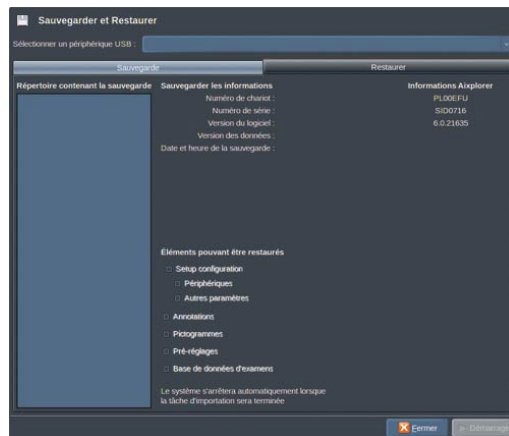 Sauvegarder et Restaurer
Sélectionner un périphérique USB :
Sauvegarde
Restaurer
Répertoire contenant la sauvegarde
Sauvegarder les informations
Informations Aixplorer
Numéro de chariot :
PL00EFU
Numéro de série :
SID0716
Version du logiciel :
6.0.21635
Version des données :
Date et heure de la sauvegarde :
Éléments pouvant être restaurés
Setup configuration
Périphériques
Autres paramètres
Annotations
Pictogrammes
Pré-réglages
Base de données d'examens
Le système s'arrêtera automatiquement lorsque
la tâche d'importation sera terminée
Fermer
Démarrage